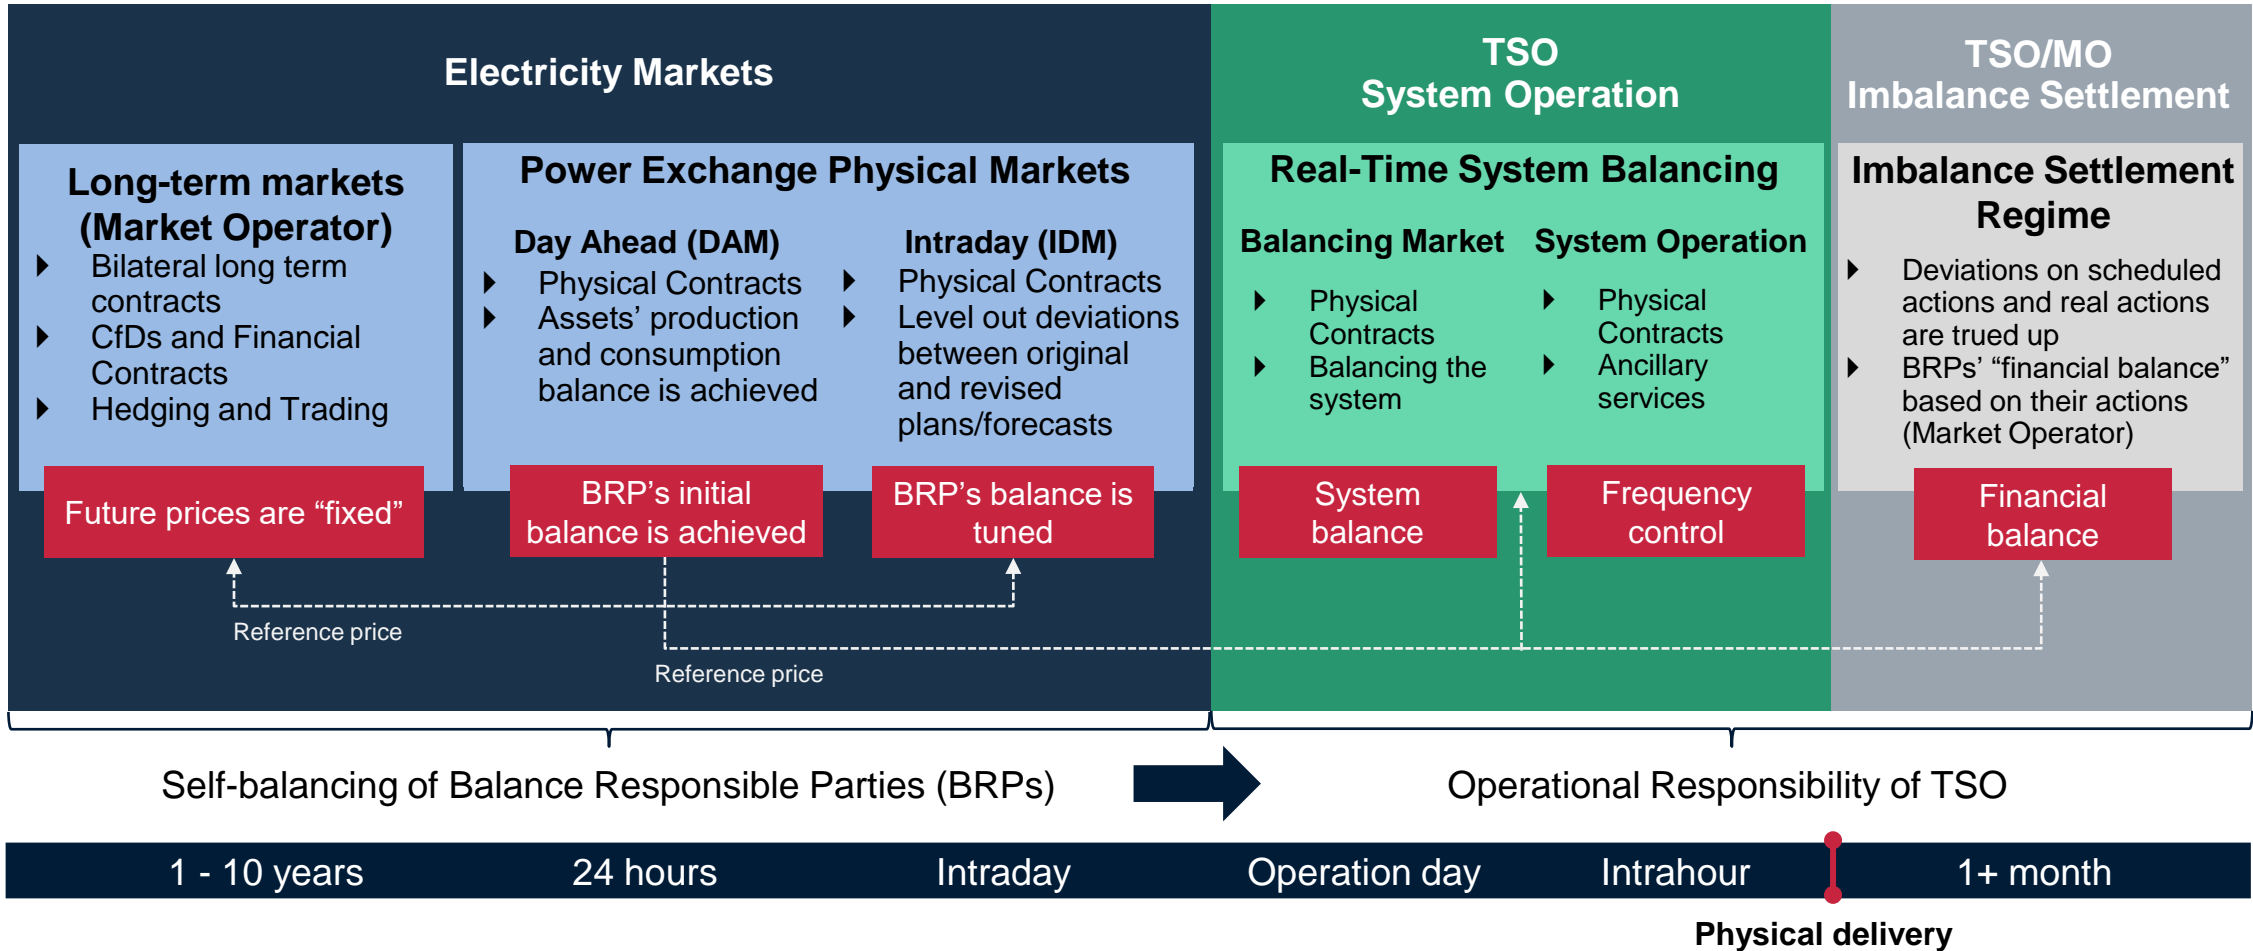 Electricity Markets
TSO
System Operation
TSO/MO
Imbalance Settlement
Long-term markets
(Market Operator)
Bilateral long term
contracts
CfDs and Financial
Contracts
Hedging and Trading
Future prices are “fixed”
Power Exchange Physical Markets
Day Ahead (DAM)
Physical Contracts
Assets’ production
and consumption
balance is achieved
BRP’s initial
balance is achieved
Intraday (IDM)
Physical Contracts
Level out deviations
between original
and revised
plans/forecasts
BRP’s balance is
tuned
Real-Time System Balancing
Balancing Market
Physical
Contracts
Balancing the
system
System
balance
System Operation
Physical
Contracts
Ancillary
services
Frequency
control
Imbalance Settlement
Regime
Deviations on scheduled
actions and real actions
are trued up
BRPs’ “financial balance”
based on their actions
(Market Operator)
Financial
balance
Reference price
Reference price
Self-balancing of Balance Responsible Parties (BRPs)
Operational Responsibility of TSO
1 - 10 years
24 hours
Intraday
Operation day
Intrahour
1+ month
Physical delivery